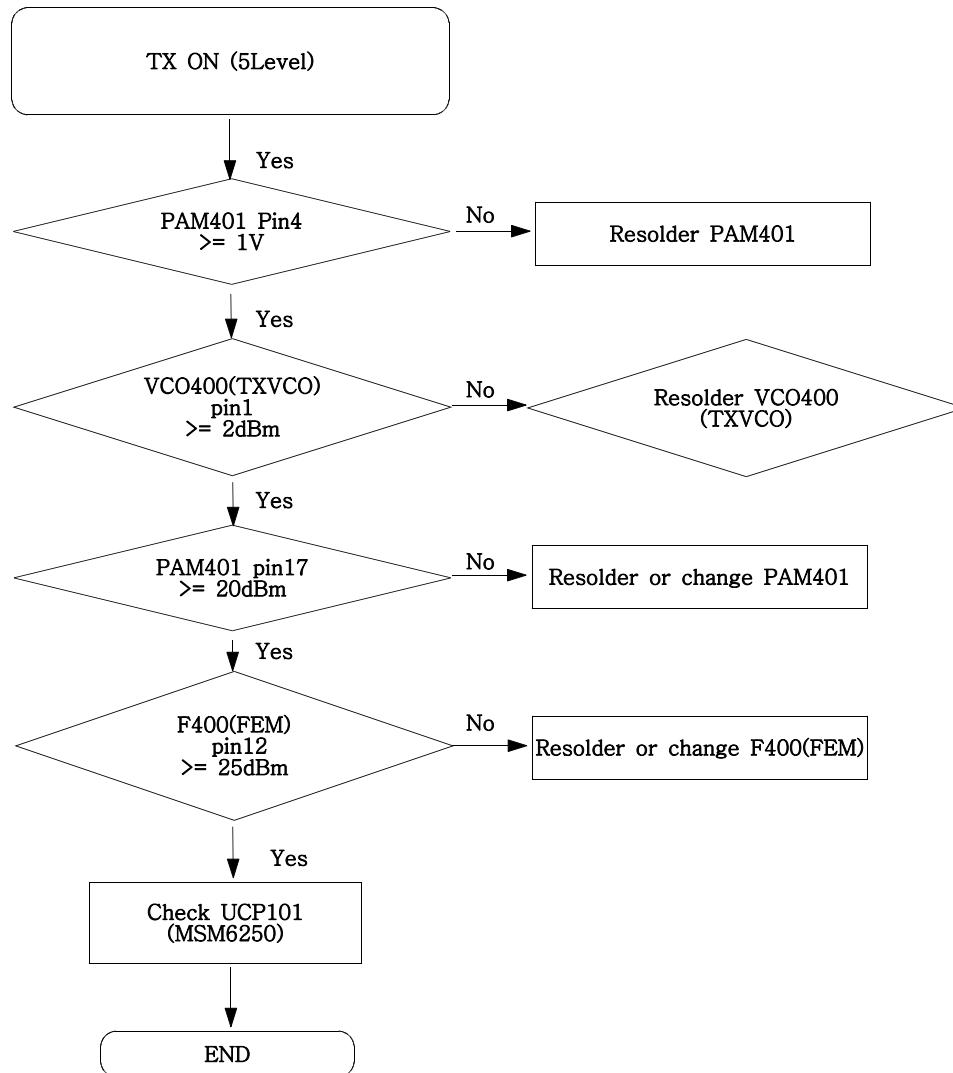 TX ON (5Level)
Yes
PAM401 Pin4
>= 1V
No
Resolder PAM401
Yes
VCO400(TXVCO)
pin1
>= 2dBm
No
Resolder VCO400
(TXVCO)
Yes
PAM401 pin17
>= 20dBm
No
Resolder or change PAM401
Yes
F400(FEM)
pin12
>= 25dBm
No
Resolder or change F400(FEM)
Yes
Check UCP101
(MSM6250)
END